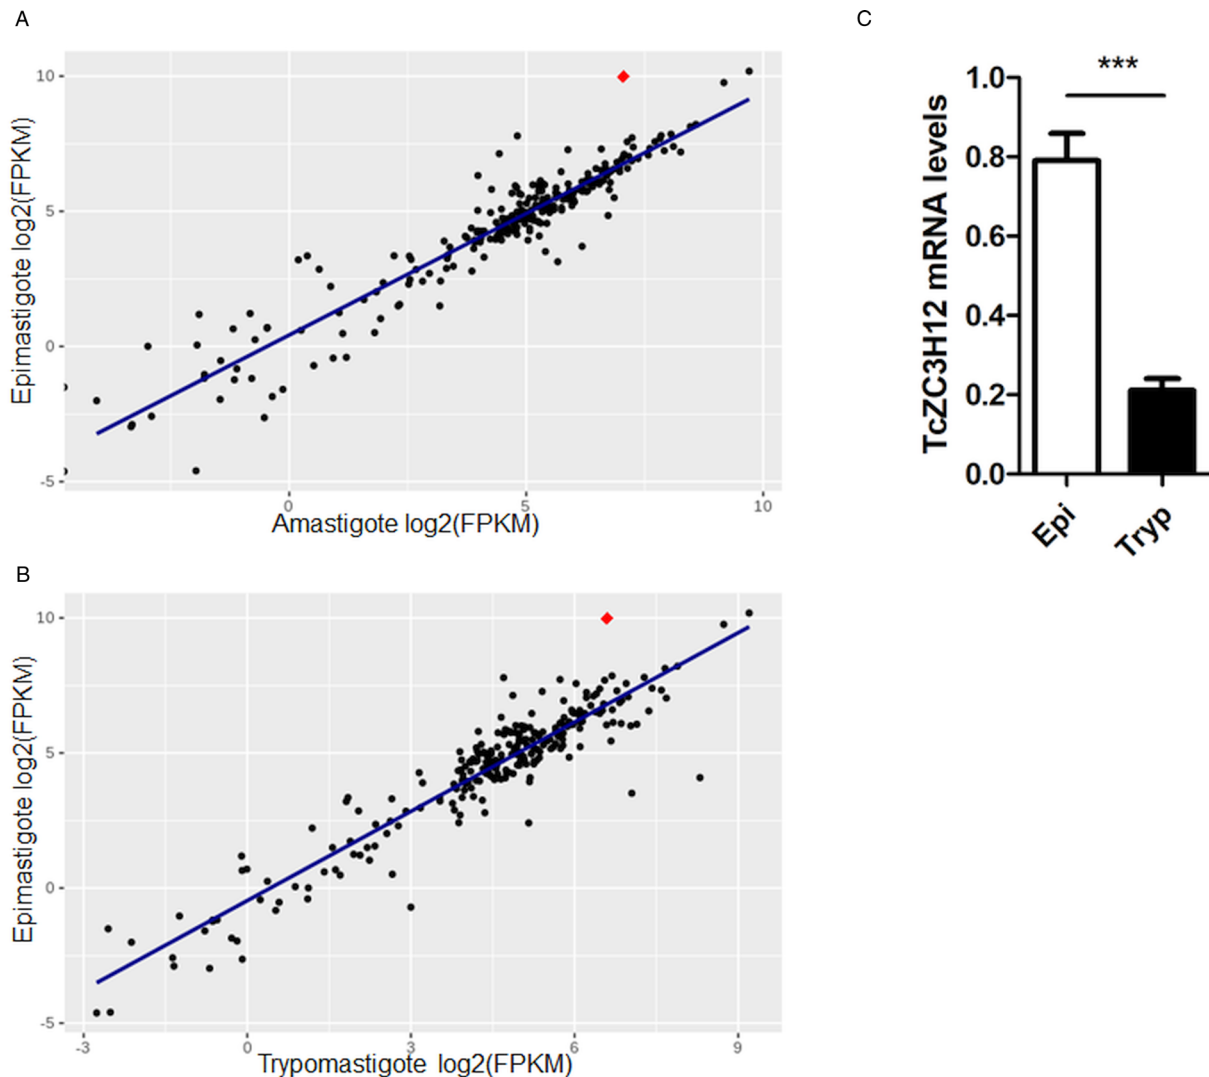 A
Epimastigote log2(FPKM)
10
5
0
-5
0
5
10
Amastigote log2(FPKM)
B
Epimastigote log2(FPKM)
10
5
0
-5
-3
0
3
6
9
Trypomastigote log2(FPKM)
C
***
TcZC3H12 mRNA levels
1.0
0.8
0.6
0.4
0.2
0.0
Epi
Tryp